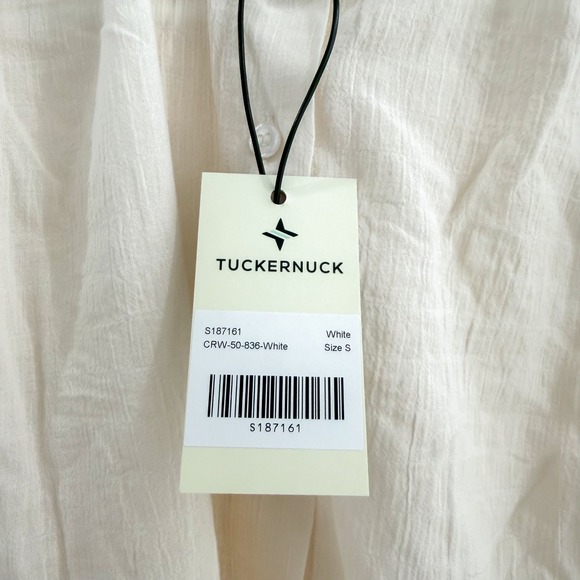 TUCKERNUCK
S187161 White
CRW-50-836-White Size S
S187161